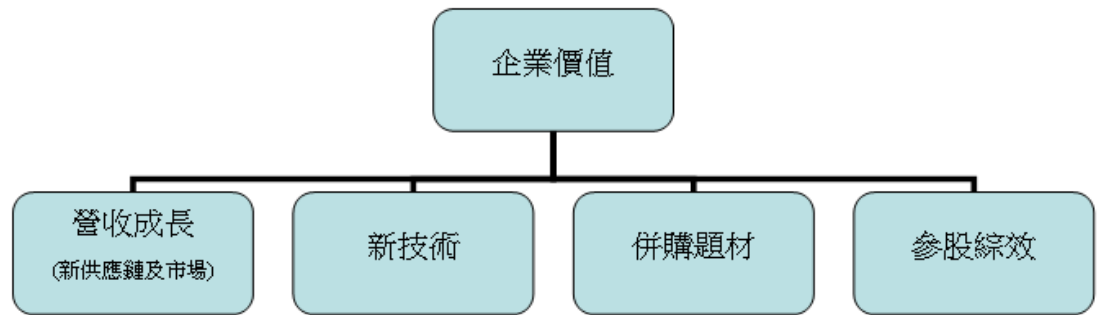 企業價值
營收成長
(新供應鏈及市場)
新技術
併購題材
參股綜效